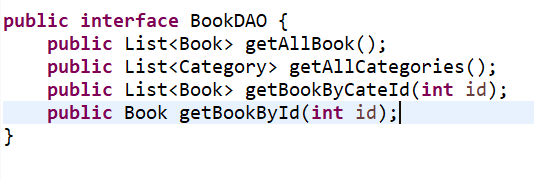 public interface BookDAO {
    public List<Book> getAllBook();
    public List<Category> getAllCategories();
    public List<Book> getBookByCateId(int id);
    public Book getBookById(int id);
}